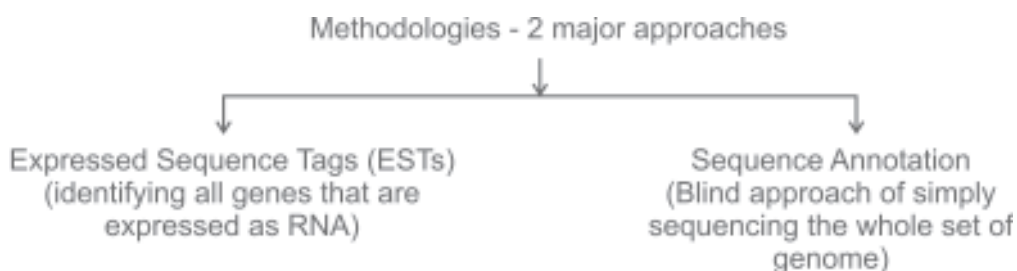 Methodologies - 2 major approaches
Expressed Sequence Tags (ESTs)
(identifying all genes that are
expressed as RNA)
Sequence Annotation
(Blind approach of simply
sequencing the whole set of
genome)